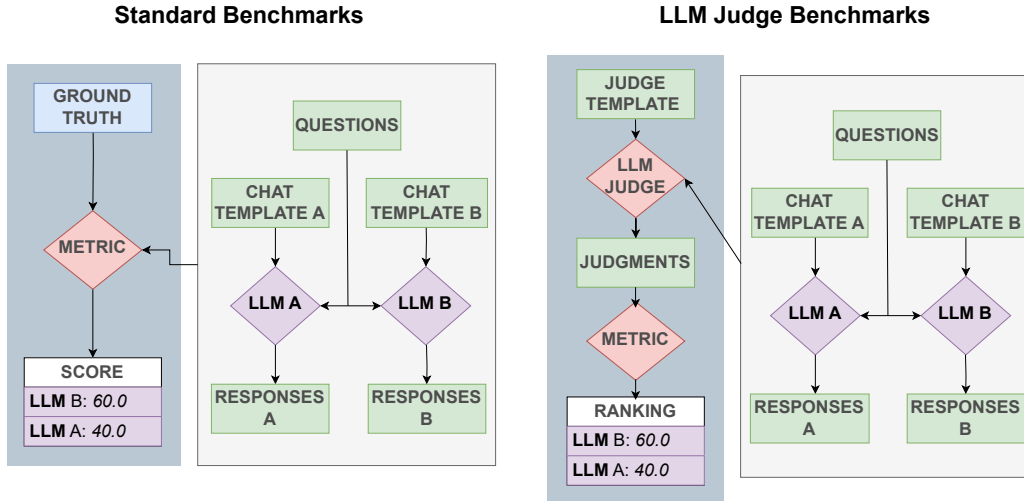 Standard Benchmarks
GROUND
TRUTH
METRIC
SCORE
LLM B: 60.0
LLM A: 40.0
QUESTIONS
CHAT
TEMPLATE A
CHAT
TEMPLATE B
LLM A
LLM B
RESPONSES
A
RESPONSES
B
LLM Judge Benchmarks
JUDGE
TEMPLATE
LLM
JUDGE
JUDGMENTS
METRIC
RANKING
LLM B: 60.0
LLM A: 40.0
QUESTIONS
CHAT
TEMPLATE A
CHAT
TEMPLATE B
LLM A
LLM B
RESPONSES
A
RESPONSES
B